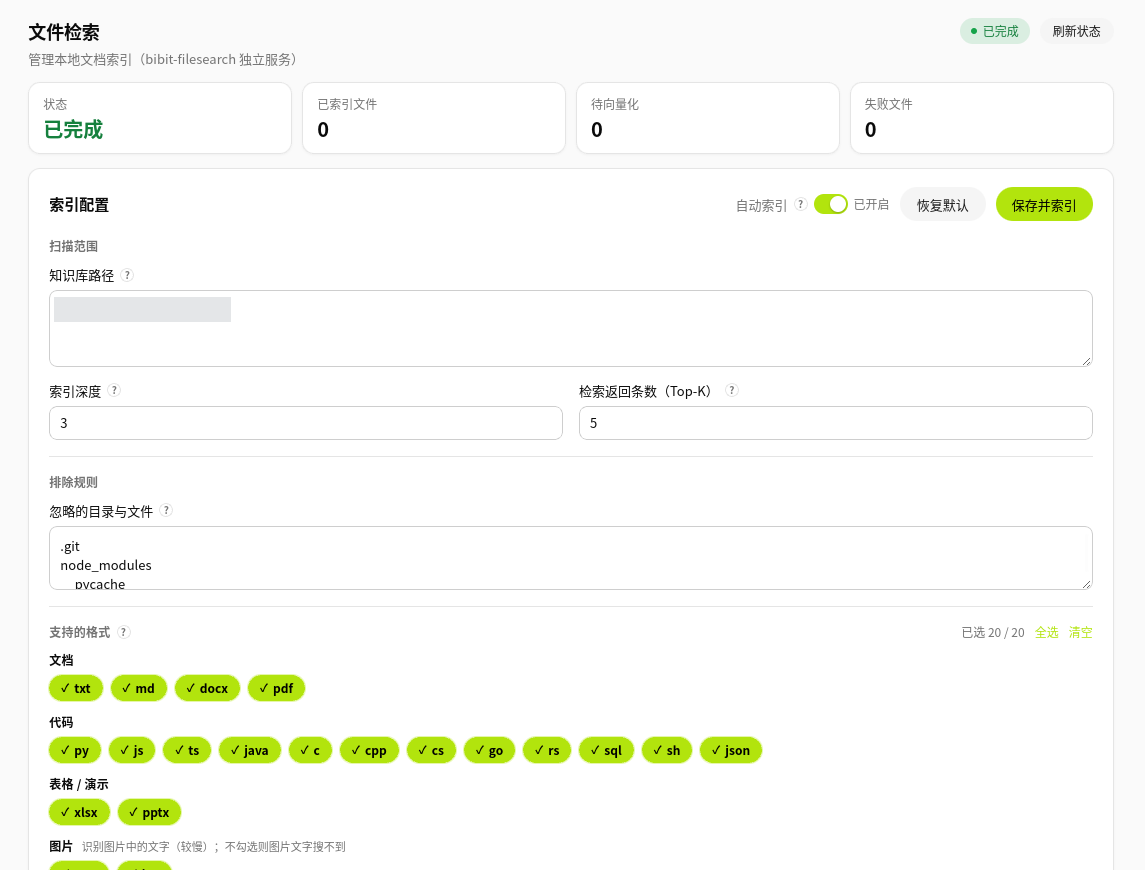 文件检索
已完成
刷新状态
管理本地文档索引（bibit-filesearch 独立服务）
状态
已完成
已索引文件
0
待向量化
0
失败文件
0
索引配置
自动索引 ?
已开启
恢复默认
保存并索引
扫描范围
知识库路径 ?
索引深度 ?
3
检索返回条数（Top-K） ?
5
排除规则
忽略的目录与文件 ?
.git
node_modules
pycache
支持的格式 ?
已选 20 / 20 全选 清空
文档
✓ txt ✓ md ✓ docx ✓ pdf
代码
✓ py ✓ js ✓ ts ✓ java ✓ c ✓ cpp ✓ cs ✓ go ✓ rs ✓ sql ✓ sh ✓ json
表格 / 演示
✓ xlsx ✓ pptx
图片 识别图片中的文字（较慢）；不勾选则图片文字搜不到